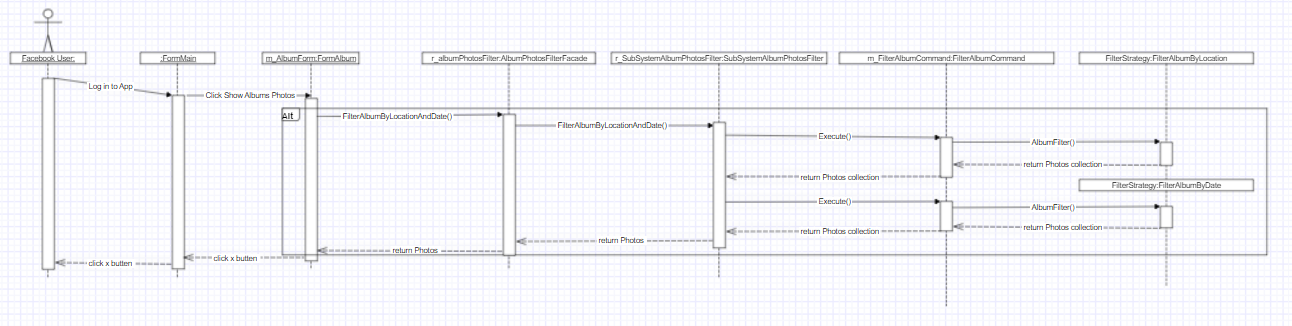 Facebook User:
:FormMain
m_AlbumForm:FormAlbum
r_albumPhotosFilter:AlbumPhotosFilterFacade
r_SubSystemAlbumPhotosFilter:SubSystemAlbumPhotosFilter
m_FilterAlbumCommand:FilterAlbumCommand
FilterStrategy:FilterAlbumByLocation
Log in to App
Click Show Albums Photos
Alt
FilterAlbumByLocationAndDate()
FilterAlbumByLocationAndDate()
Execute()
AlbumFilter()
return Photos collection
return Photos collection
FilterStrategy:FilterAlbumByDate
Execute()
AlbumFilter()
return Photos collection
return Photos collection
return Photos
return Photos
click x butten
click x butten